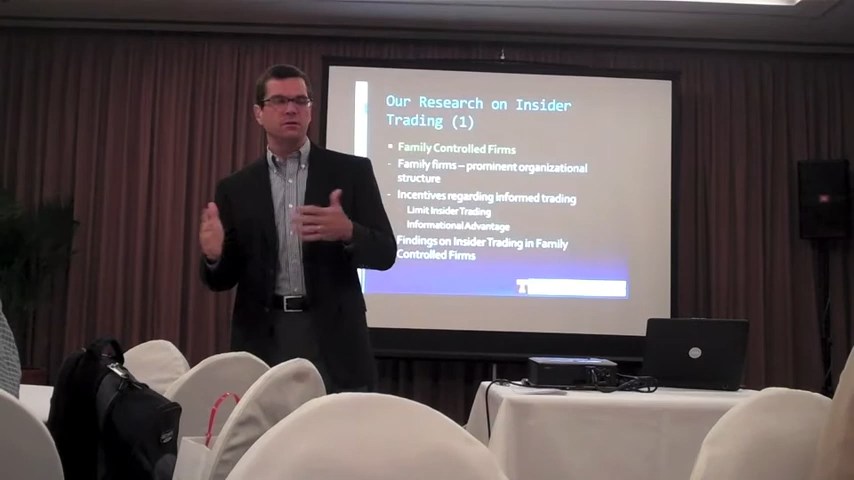 Our Research on Insider
Trading (1)
Family Controlled Firms
- Family firms – prominent organizational
structure
- Incentives regarding informed trading
Limit Insider Trading
Informational Advantage
Findings on Insider Trading in Family
Controlled Firms
DELL